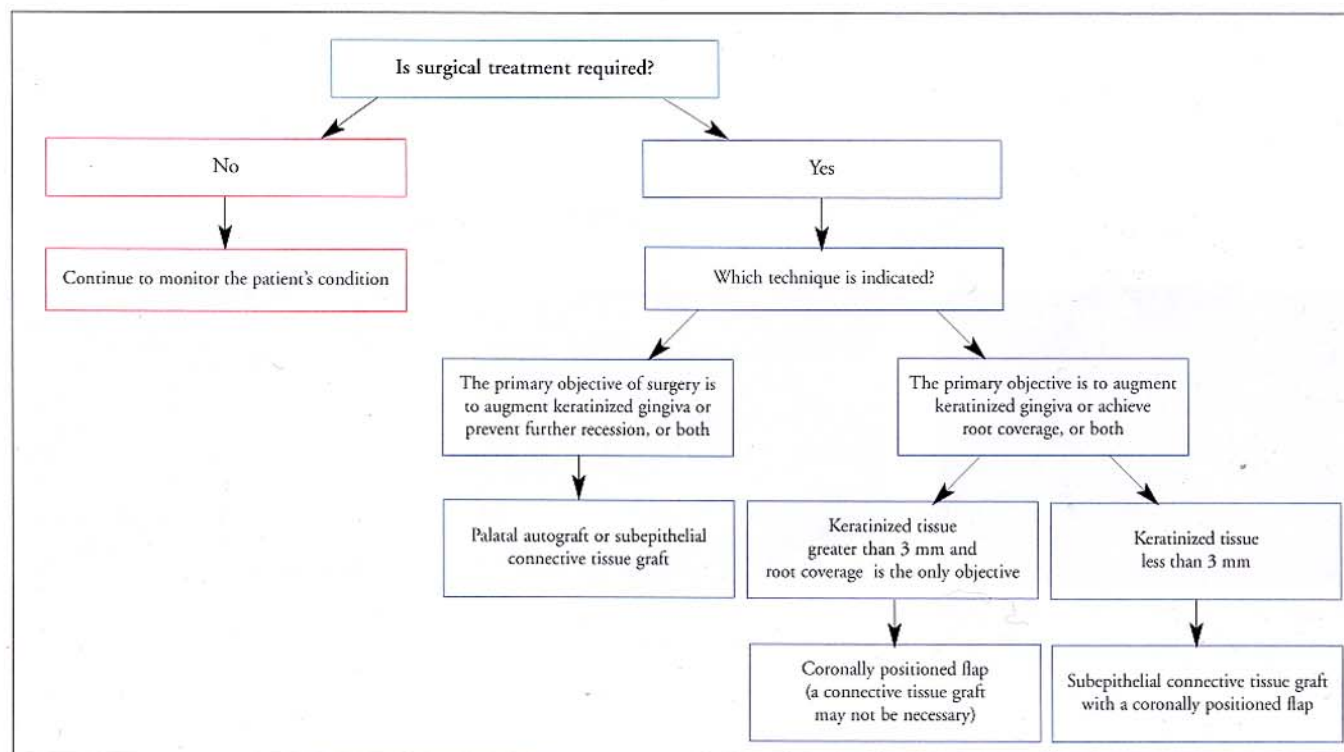 Is surgical treatment required?
No
Yes
Continue to monitor the patient's condition
Which technique is indicated?
The primary objective of surgery is
to augment keratinized gingiva or
prevent further recession, or both
The primary objective is to augment
keratinized gingiva or achieve
root coverage, or both
Palatal autograft or subepithelial
connective tissue graft
Keratinized tissue
greater than 3 mm and
root coverage is the only objective
Keratinized tissue
less than 3 mm
Coronally positioned flap
(a connective tissue graft
may not be necessary)
Subepithelial connective tissue graft
with a coronally positioned flap